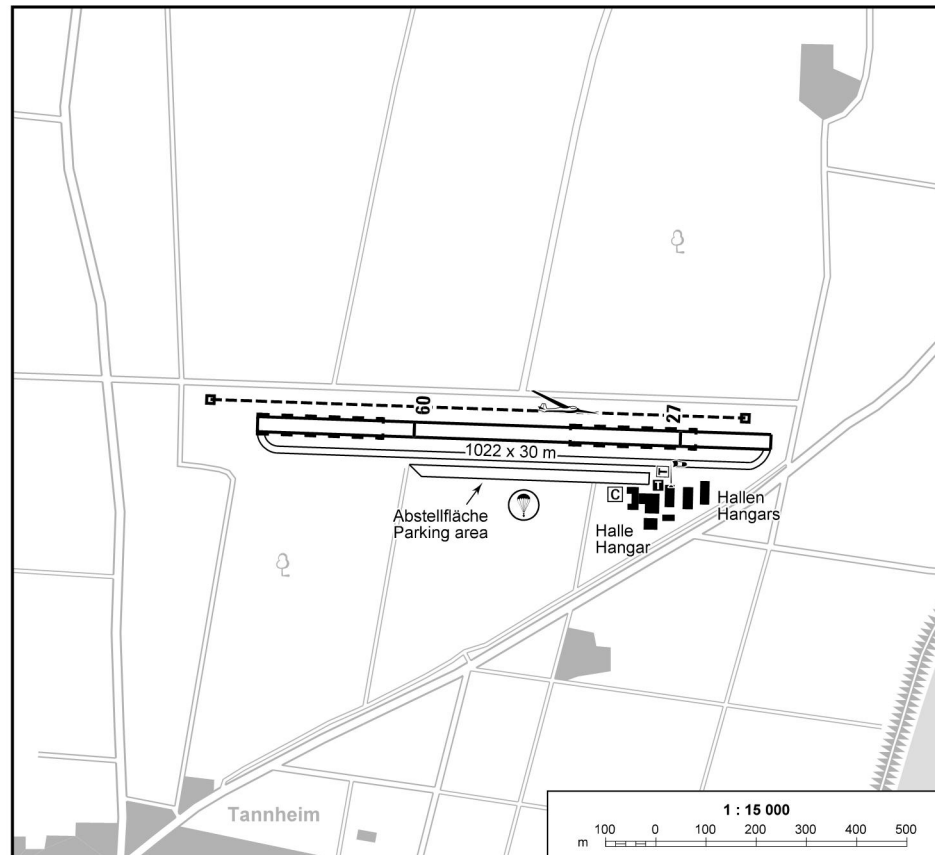 09
27
1022 x 30 m
T
T
C
Abstellfläche
Parking area
Hallen
Hangars
Halle
Hangar
Tannheim
1 : 15 000
m 100 0 100 200 300 400 500